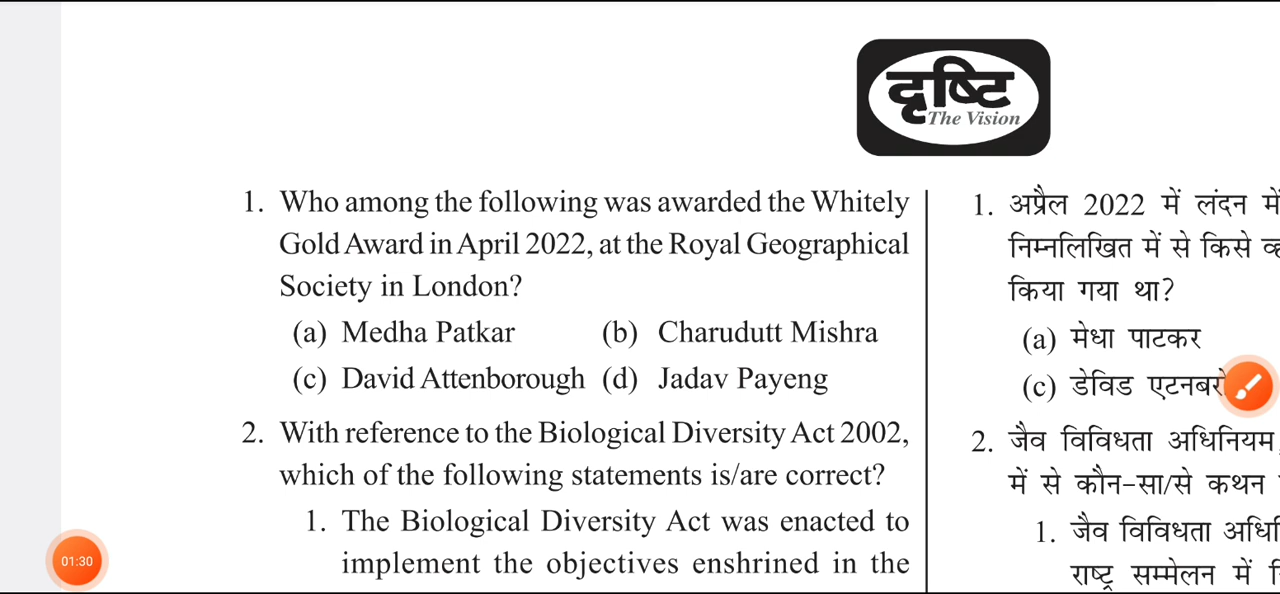 दृष्टि
The Vision
1. Who among the following was awarded the Whitely
Gold Award in April 2022, at the Royal Geographical
Society in London?
(a) Medha Patkar (b) Charudutt Mishra
(c) David Attenborough (d) Jadav Payeng
2. With reference to the Biological Diversity Act 2002,
which of the following statements is/are correct?
1. The Biological Diversity Act was enacted to
implement the objectives enshrined in the
1. अप्रैल 2022 में लंदन में
निम्नलिखित में से किसे
किया गया था?
(a) मेधा पाटकर
(c) डेविड एटनबरो
2. जैव विविधता अधिनियम,
में से कौन-सा/से कथन
1. जैव विविधता
राष्ट्र सम्मेलन में
01:30